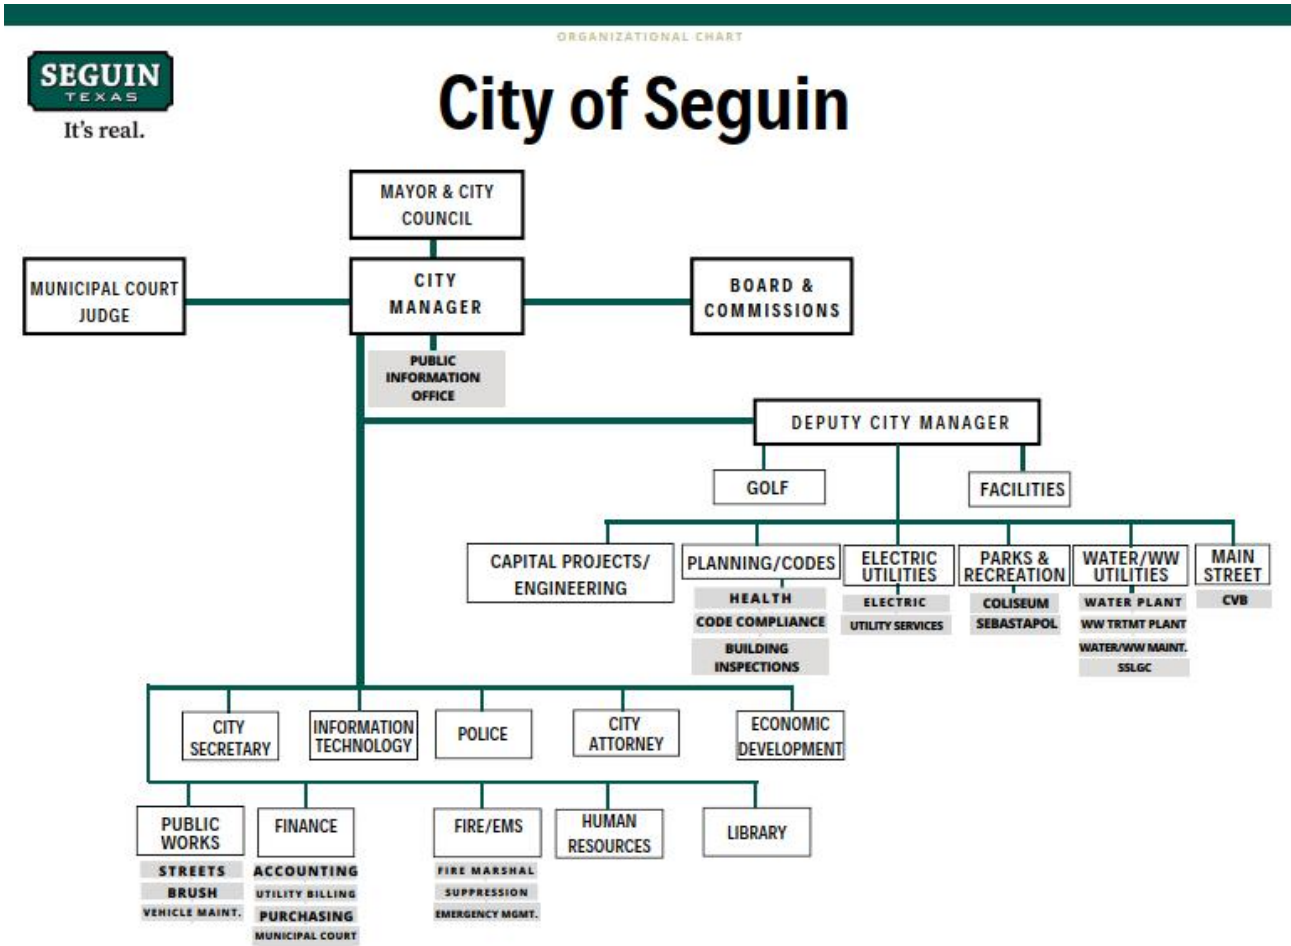 ORGANIZATIONAL CHART
SEGUIN
TEXAS
It's real.
City of Seguin
MAYOR & CITY
COUNCIL
MUNICIPAL COURT
JUDGE
CITY
MANAGER
BOARD &
COMMISSIONS
PUBLIC
INFORMATION
OFFICE
DEPUTY CITY MANAGER
GOLF
FACILITIES
CAPITAL PROJECTS/
ENGINEERING
PLANNING/CODES
HEALTH
CODE COMPLIANCE
BUILDING
INSPECTIONS
ELECTRIC
UTILITIES
ELECTRIC
UTILITY SERVICES
PARKS &
RECREATION
COLISEUM
SEBASTAPOL
WATER/WW
UTILITIES
WATER PLANT
WW TRTMT PLANT
WATER/WW MAINT.
SSLGC
MAIN
STREET
CVB
CITY
SECRETARY
INFORMATION
TECHNOLOGY
POLICE
CITY
ATTORNEY
ECONOMIC
DEVELOPMENT
PUBLIC
WORKS
STREETS
BRUSH
VEHICLE MAINT.
FINANCE
ACCOUNTING
UTILITY BILLING
PURCHASING
MUNICIPAL COURT
FIRE/EMS
FIRE MARSHAL
SUPPRESSION
EMERGENCY MGMT.
HUMAN
RESOURCES
LIBRARY